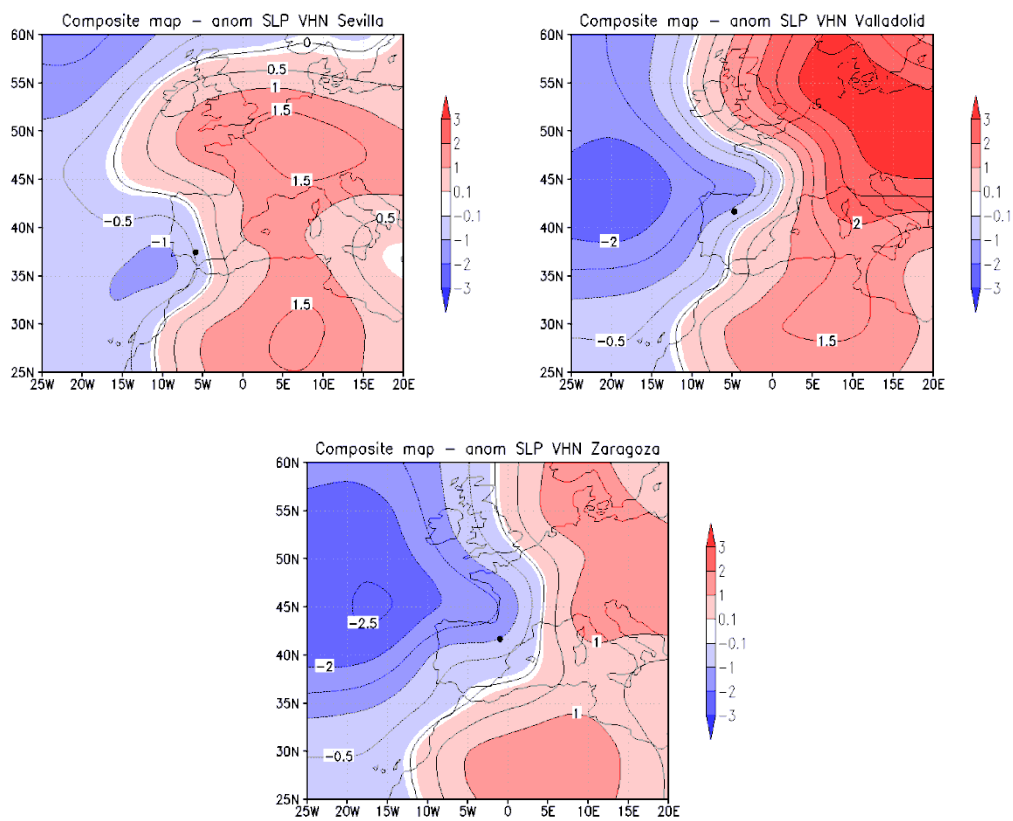 Composite map – anom SLP VHN Sevilla
60N
55N
50N
45N
40N
35N
30N
25N
25W 20W 15W 10W 5W 0 5E 10E 15E 20E
0
0.5
1
1.5
1.5
0.5
-0.5
-1
1.5
3
2
1
0.1
-0.1
-1
-2
-3
Composite map – anom SLP VHN Valladolid
60N
55N
50N
45N
40N
35N
30N
25N
25W 20W 15W 10W 5W 0 5E 10E 15E 20E
.5
-2
2
-0.5
1.5
3
2
1
0.1
-0.1
-1
-2
-3
Composite map – anom SLP VHN Zaragoza
60N
55N
50N
45N
40N
35N
30N
25N
25W 20W 15W 10W 5W 0 5E 10E 15E 20E
-2.5
-2
1
1
-0.5
3
2
1
0.1
-0.1
-1
-2
-3